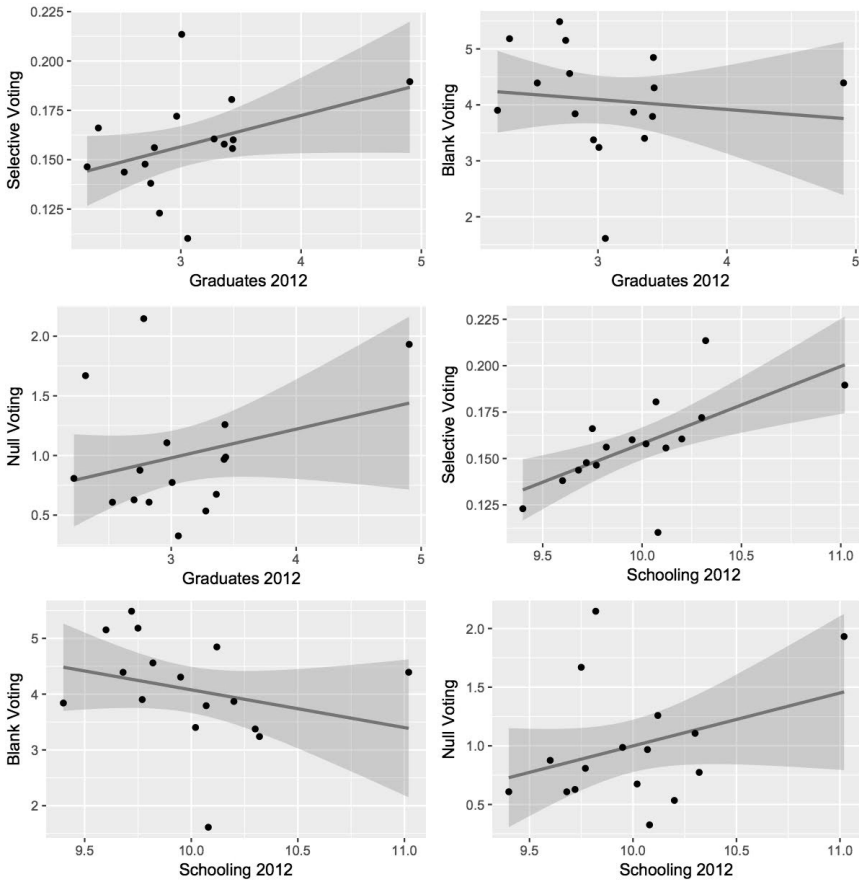 0.225
0.200
0.175
0.150
0.125
Selective Voting
3 4 5
Graduates 2012
5
4
3
2
Blank Voting
3 4 5
Graduates 2012
2.0
1.5
1.0
0.5
Null Voting
3 4 5
Graduates 2012
0.225
0.200
0.175
0.150
0.125
Selective Voting
9.5 10.0 10.5 11.0
Schooling 2012
5
4
3
2
Blank Voting
9.5 10.0 10.5 11.0
Schooling 2012
2.0
1.5
1.0
0.5
Null Voting
9.5 10.0 10.5 11.0
Schooling 2012